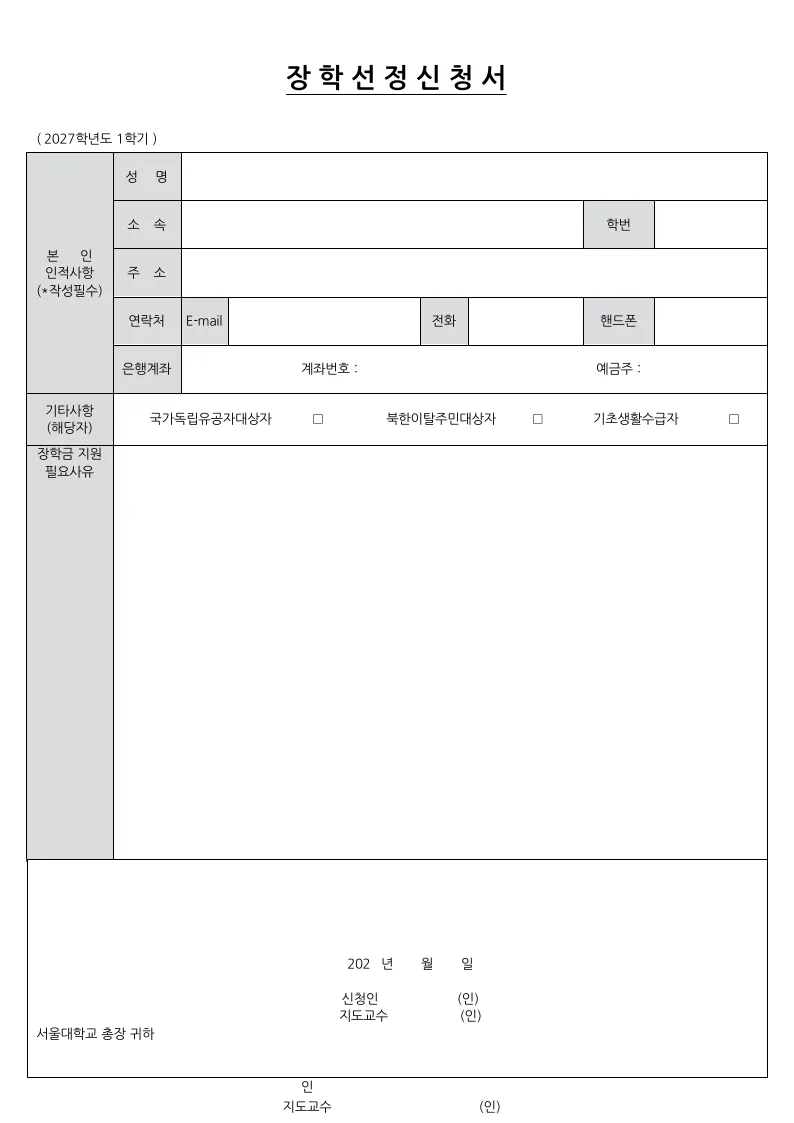 장 학 선 정 신 청 서
( 2027학년도 1학기 )
본 인
인적사항
(*작성필수)
성 명
소 속
학번
주 소
연락처 E-mail 전화 핸드폰
은행계좌 계좌번호 : 예금주 :
기타사항
(해당자)
국가독립유공자대상자 □ 북한이탈주민대상자 □ 기초생활수급자 □
장학금 지원
필요사유
202 년 월 일
신청인 (인)
지도교수 (인)
서울대학교 총장 귀하
인
지도교수 (인)